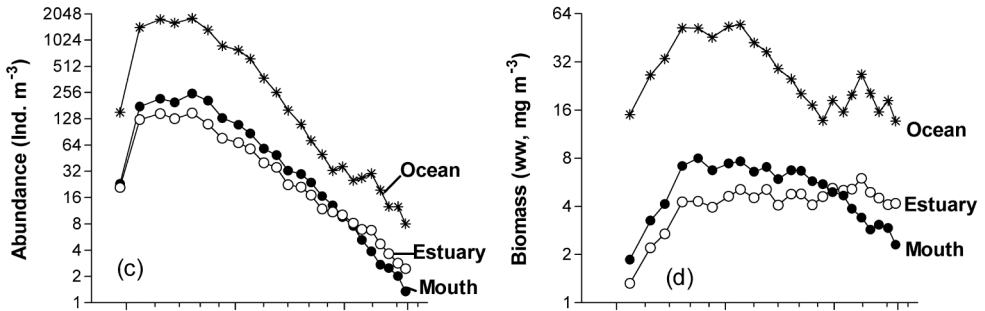 Abundance (Ind. m-3)
2048
1024
512
256
128
64
32
16
8
4
2
1
Ocean
Estuary
Mouth
(c)
Biomass (ww, mg m-3)
64
32
16
8
4
2
1
Ocean
Estuary
Mouth
(d)